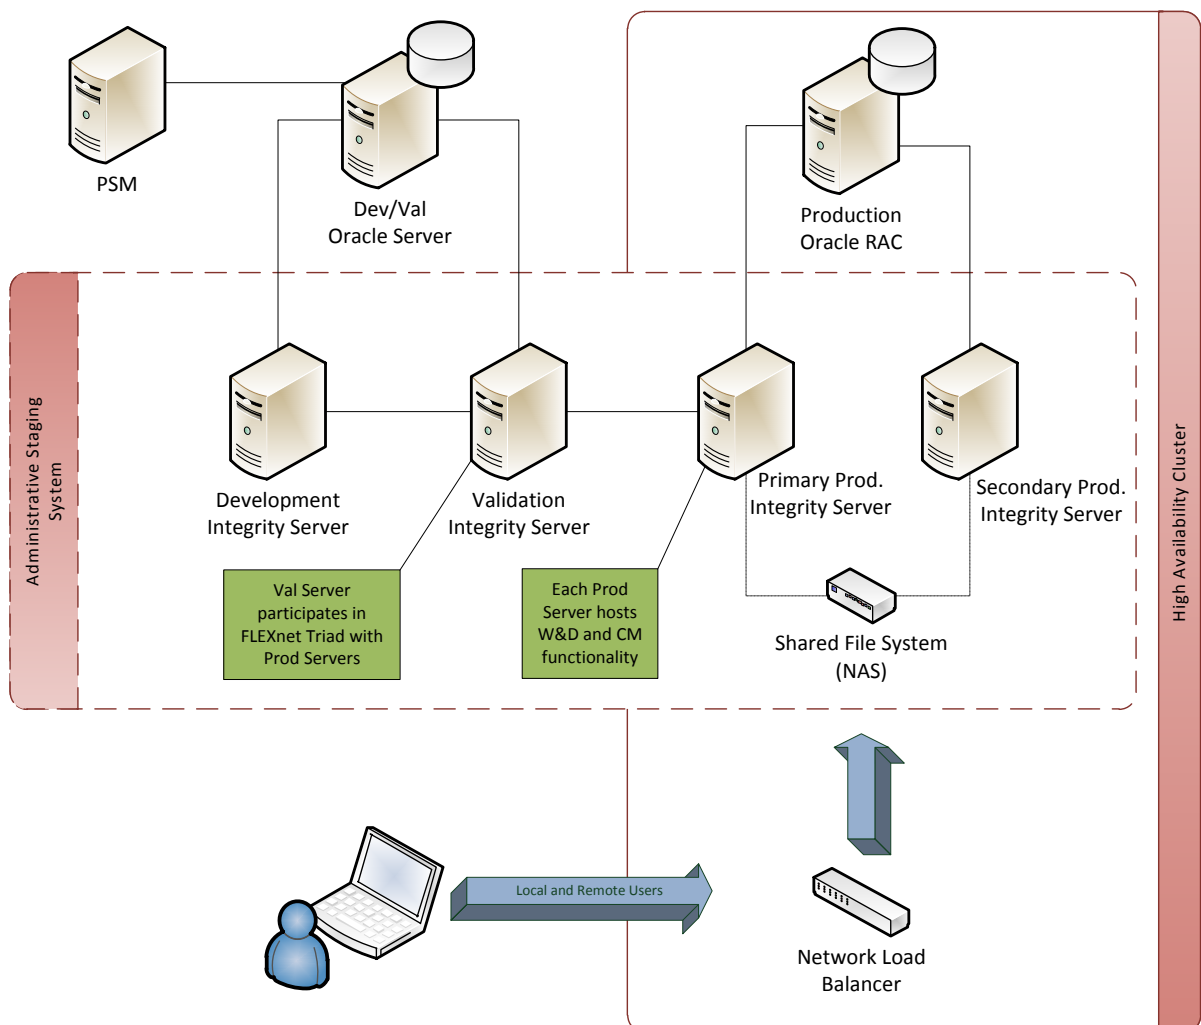 PSM
Dev/Val
Oracle Server
Production
Oracle RAC
Administrative Staging
System
High Availability Cluster
Development
Integrity Server
Validation
Integrity Server
Primary Prod.
Integrity Server
Secondary Prod.
Integrity Server
Val Server
participates in
FLEXnet Triad with
Prod Servers
Each Prod
Server hosts
W&D and CM
functionality
Shared File System
(NAS)
Local and Remote Users
Network Load
Balancer